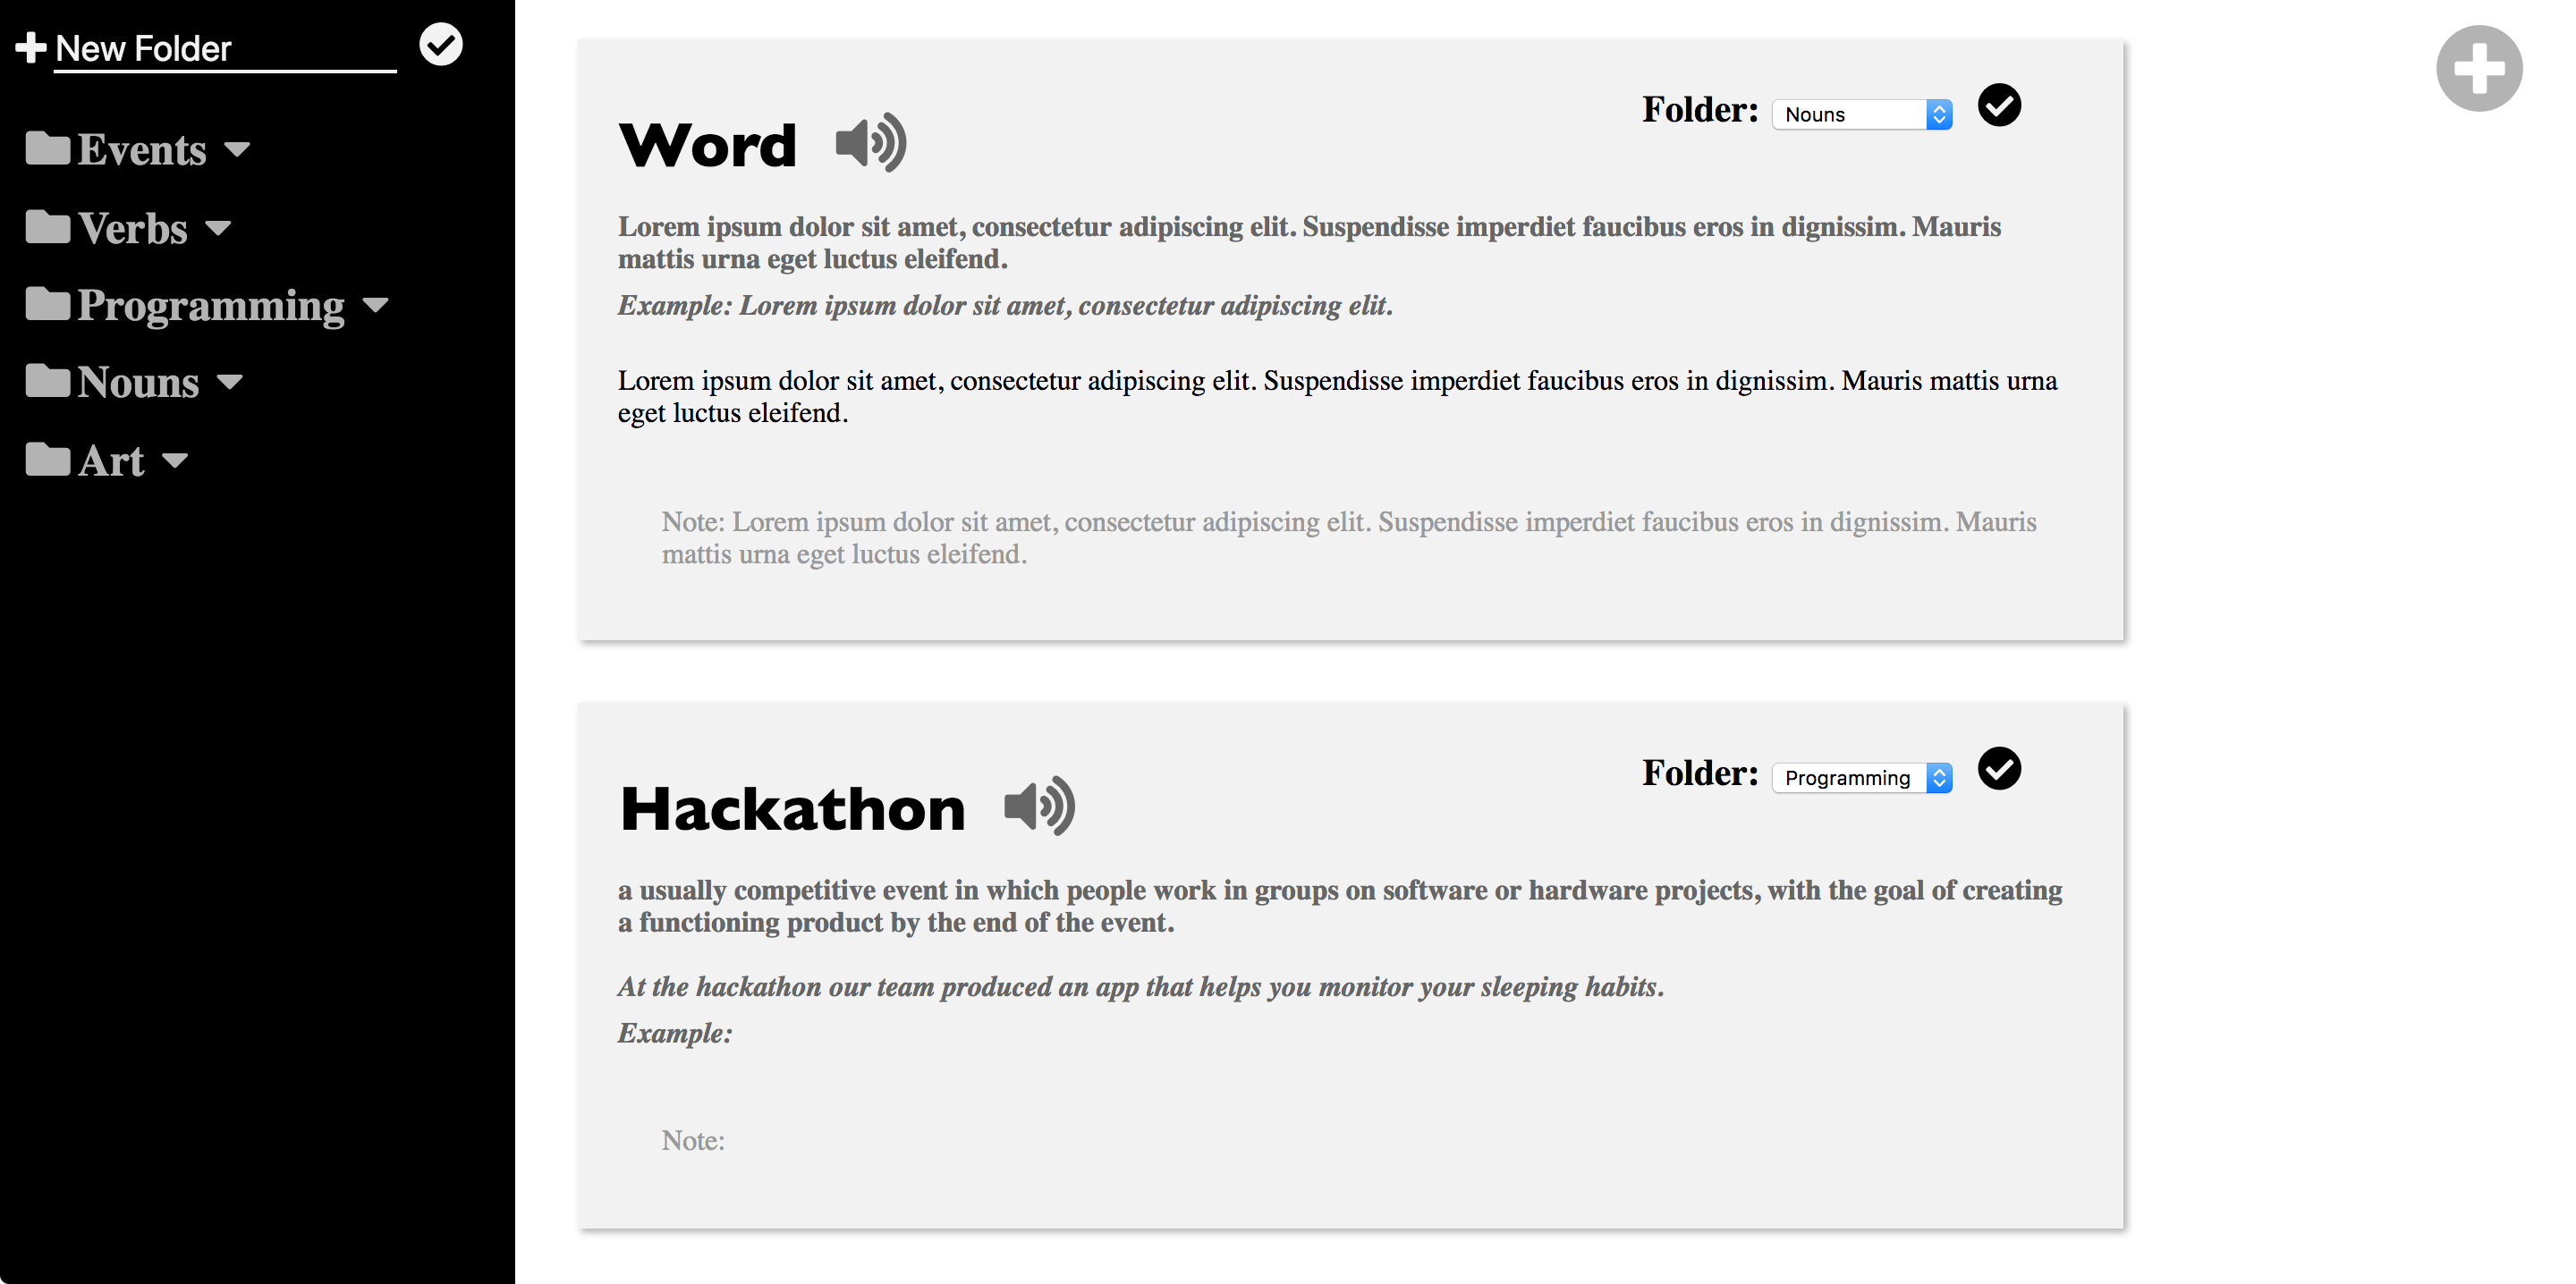 New Folder
Events
Verbs
Programming
Nouns
Art
Folder: Nouns
Word
Lorem ipsum dolor sit amet, consectetur adipiscing elit. Suspendisse imperdiet faucibus eros in dignissim. Mauris
mattis urna eget luctus eleifend.
Example: Lorem ipsum dolor sit amet, consectetur adipiscing elit.
Lorem ipsum dolor sit amet, consectetur adipiscing elit. Suspendisse imperdiet faucibus eros in dignissim. Mauris mattis urna
eget luctus eleifend.
Note: Lorem ipsum dolor sit amet, consectetur adipiscing elit. Suspendisse imperdiet faucibus eros in dignissim. Mauris
mattis urna eget luctus eleifend.
Folder: Programming
Hackathon
a usually competitive event in which people work in groups on software or hardware projects, with the goal of creating
a functioning product by the end of the event.
At the hackathon our team produced an app that helps you monitor your sleeping habits.
Example:
Note: